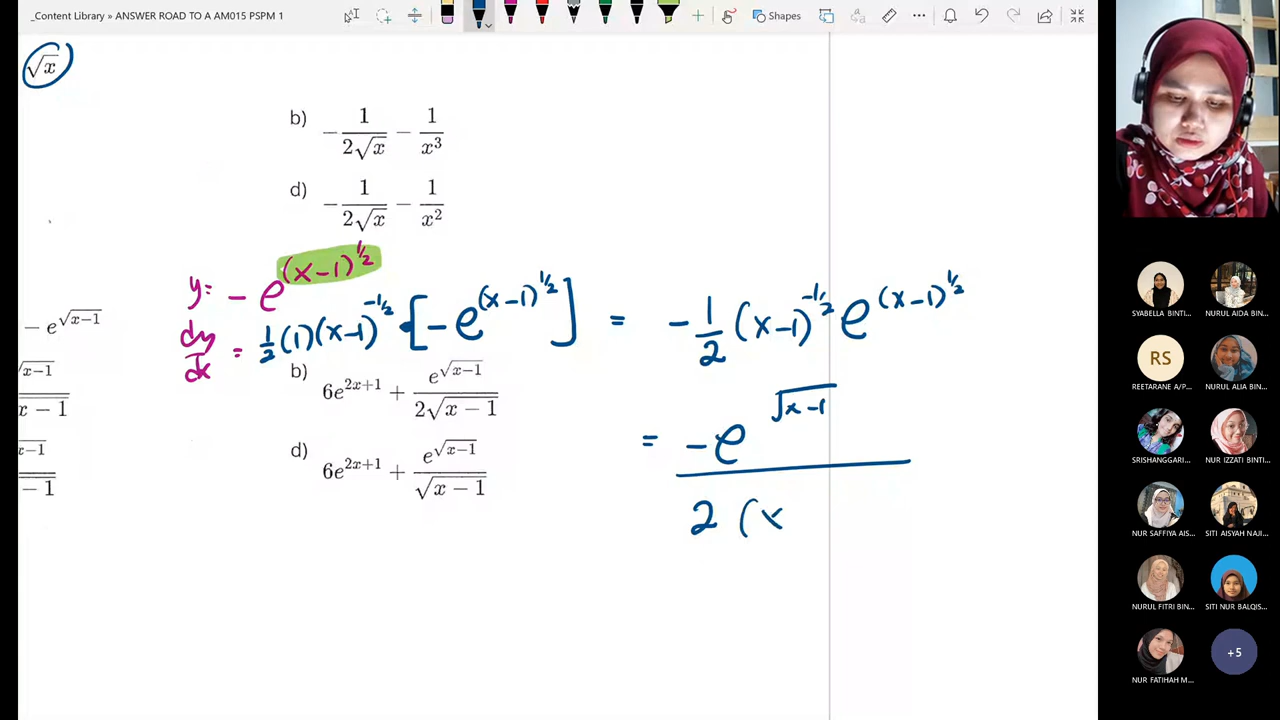 _Content Library » ANSWER ROAD TO A AM015 PSPM 1
Shapes
√x
b) -1/(2√x) - 1/x³
d) -1/(2√x) - 1/x²
y = -e^(x-1)^½
dy/dx = ½(1)(x-1)^-½ · [-e^(x-1)^½] = -½(x-1)^-½ e^(x-1)^½
- e^√(x-1)
b) 6e^(2x+1) + e^√(x-1)/(2√(x-1))
= -e^√(x-1) / 2(x
d) 6e^(2x+1) + e^√(x-1)/√(x-1)
SYABELLA BINTI...
NURUL AIDA BIN...
RS
REETARANE A/P...
NURUL ALIA BIN...
SRISHANGGARI...
NUR IZZATI BINTI...
NUR SAFFIYA AIS...
SITI AISYAH NAJI...
NURUL FITRI BIN...
SITI NUR BALQIS...
NUR FATIHAH M...
+5